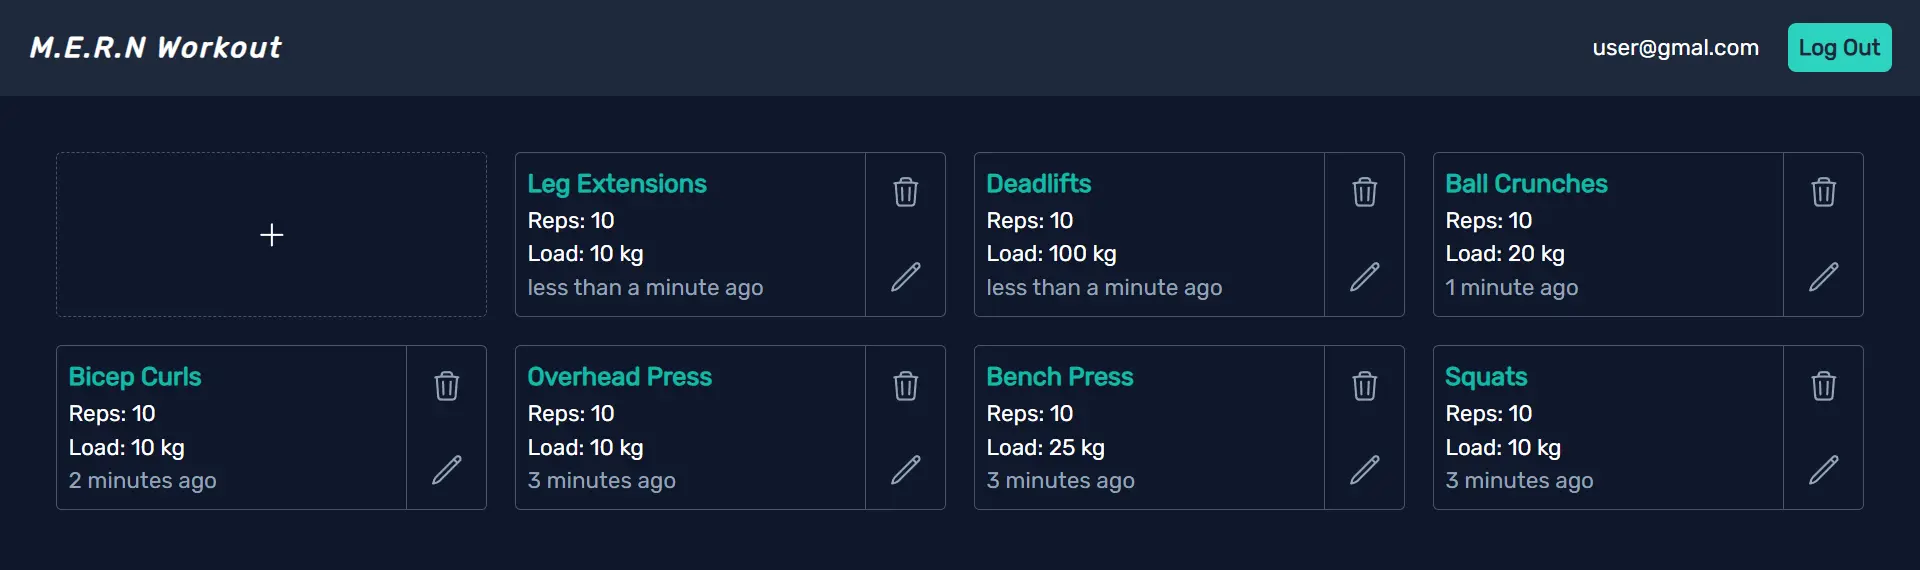 M.E.R.N Workout
user@gmal.com
Log Out
+
Leg Extensions
Reps: 10
Load: 10 kg
less than a minute ago
Deadlifts
Reps: 10
Load: 100 kg
less than a minute ago
Ball Crunches
Reps: 10
Load: 20 kg
1 minute ago
Bicep Curls
Reps: 10
Load: 10 kg
2 minutes ago
Overhead Press
Reps: 10
Load: 10 kg
3 minutes ago
Bench Press
Reps: 10
Load: 25 kg
3 minutes ago
Squats
Reps: 10
Load: 10 kg
3 minutes ago